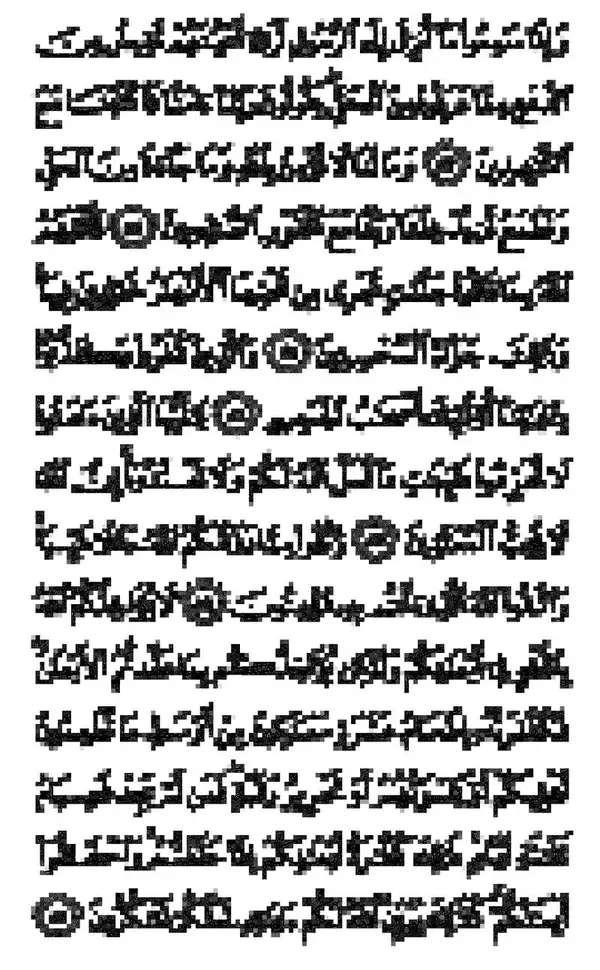 وإذا سمعوا ما أنزل إلى الرسول ترى أعينهم تفيض من
الدمع مما عرفوا من الحق يقولون ربنا آمنا فاكتبنا مع
الشاهدين ۝ وما لنا لا نؤمن بالله وما جاءنا من الحق
ونطمع أن يدخلنا ربنا مع القوم الصالحين ۝ فأثابهم
الله بما قالوا جنات تجري من تحتها الأنهار خالدين فيها
وذلك جزاء المحسنين ۝ والذين كفروا وكذبوا
بآياتنا أولئك أصحاب الجحيم ۝ يا أيها الذين آمنوا
لا تحرموا طيبات ما أحل الله لكم ولا تعتدوا إن الله
لا يحب المعتدين ۝ وكلوا مما رزقكم الله حلالا طيبا
واتقوا الله الذي أنتم به مؤمنون ۝ لا يؤاخذكم الله
باللغو في أيمانكم ولكن يؤاخذكم بما عقدتم الأيمان
فكفارته إطعام عشرة مساكين من أوسط ما تطعمون
أهليكم أو كسوتهم أو تحرير رقبة فمن لم يجد فصيام
ثلاثة أيام ذلك كفارة أيمانكم إذا حلفتم واحفظوا
أيمانكم كذلك يبين الله لكم آياته لعلكم تشكرون ۝